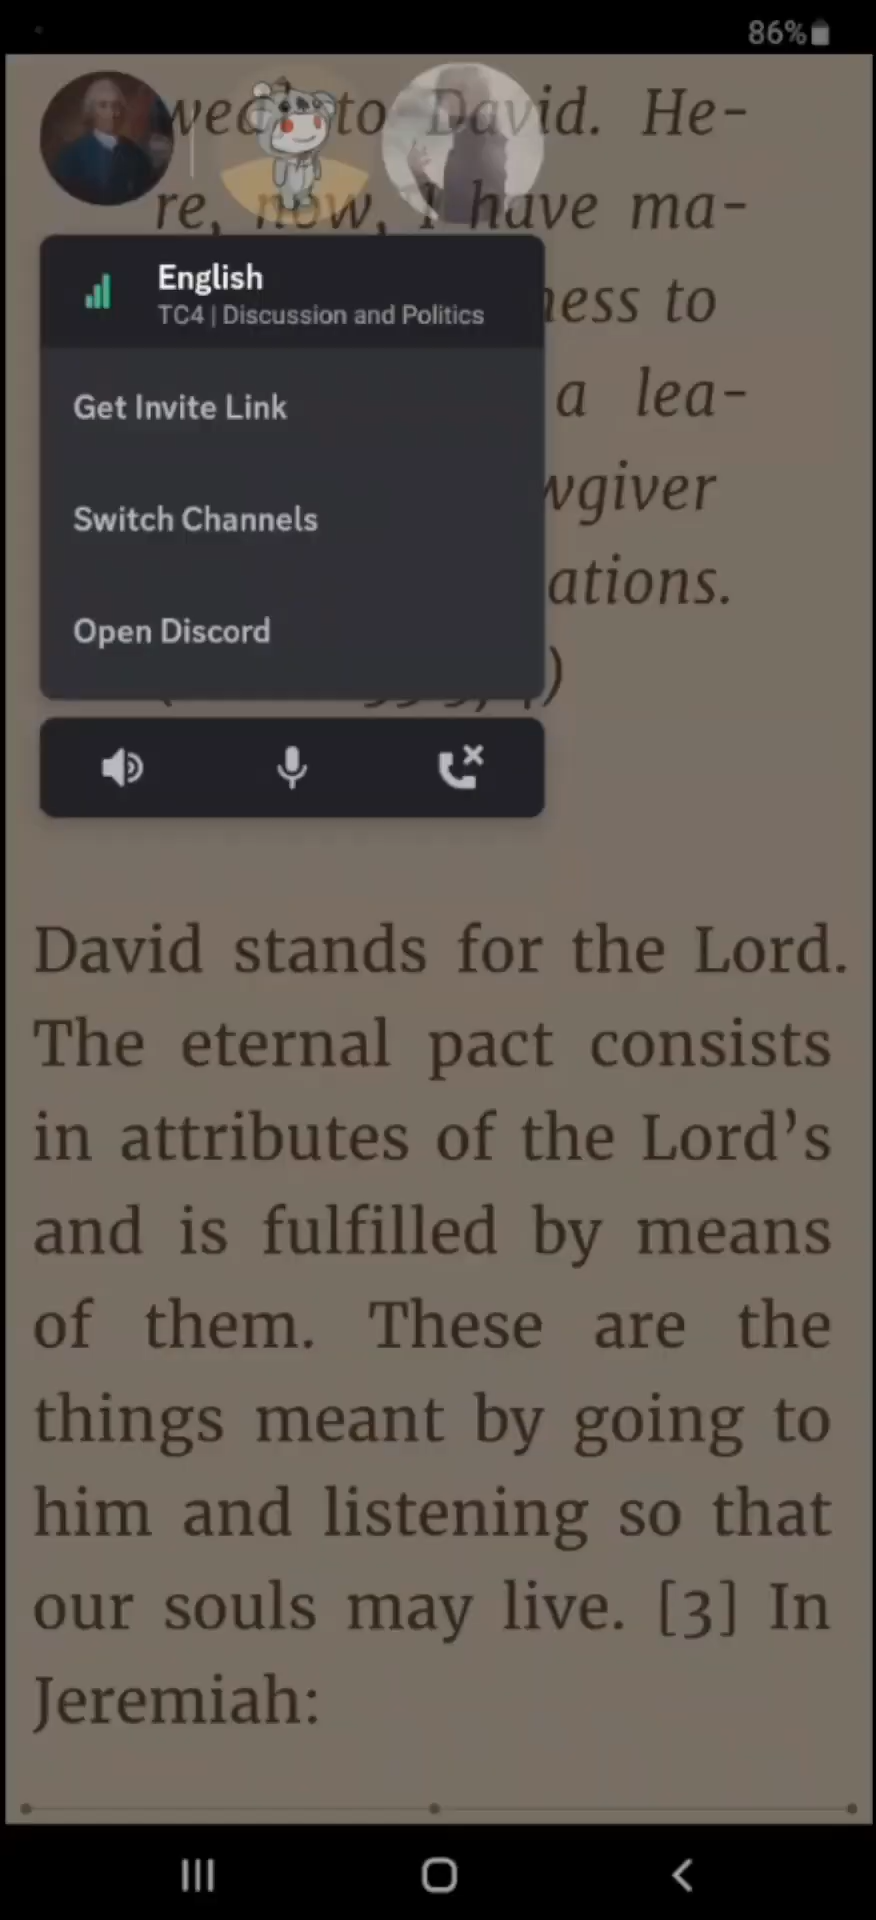 86%
wed to David. He-
re, now, I have ma-
ness to
English
TC4 | Discussion and Politics
a lea-
Get Invite Link
wgiver
Switch Channels
ations.
Open Discord
)
David stands for the Lord.
The eternal pact consists
in attributes of the Lord’s
and is fulfilled by means
of them. These are the
things meant by going to
him and listening so that
our souls may live. [3] In
Jeremiah: